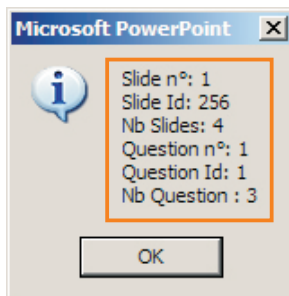 Microsoft PowerPoint
Slide n°: 1
Slide Id: 256
Nb Slides: 4
Question n°: 1
Question Id: 1
Nb Question : 3
OK